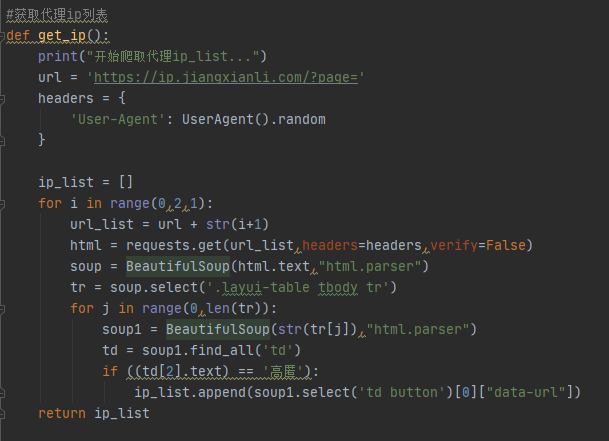 #获取代理ip列表
def get_ip():
    print("开始爬取代理ip_list...")
    url = 'https://ip.jiangxianli.com/?page='
    headers = {
        'User-Agent': UserAgent().random
    }
    ip_list = []
    for i in range(0,2,1):
        url_list = url + str(i+1)
        html = requests.get(url_list,headers=headers,verify=False)
        soup = BeautifulSoup(html.text,"html.parser")
        tr = soup.select('.layui-table tbody tr')
        for j in range(0,len(tr)):
            soup1 = BeautifulSoup(str(tr[j]),"html.parser")
            td = soup1.find_all('td')
            if ((td[2].text) == '高匿'):
                ip_list.append(soup1.select('td button')[0]["data-url"])
    return ip_list